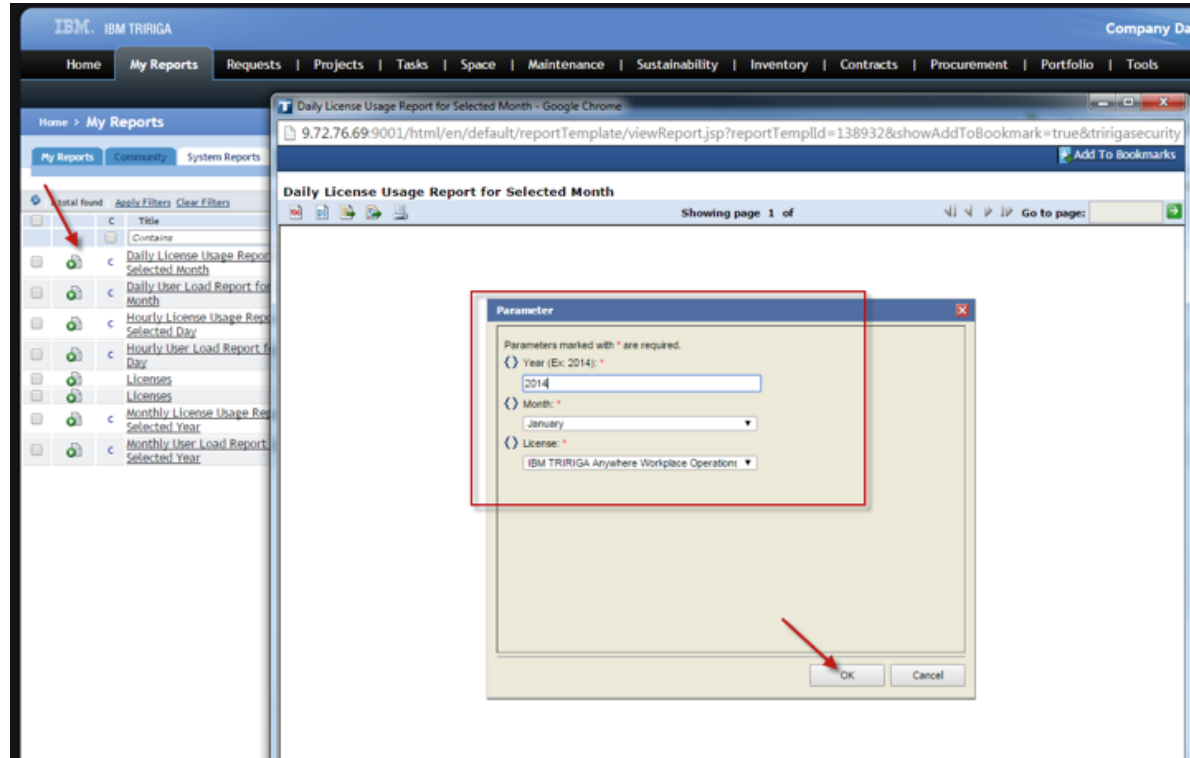 IBM. IBM TRIRIGA
Company Da
Home My Reports Requests | Projects | Tasks | Space | Maintenance | Sustainability | Inventory | Contracts | Procurement | Portfolio | Tools
Daily License Usage Report for Selected Month - Google Chrome
9.72.76.69:9001/html/en/default/reportTemplate/viewReport.jsp?reportTemplId=138932&showAddToBookmark=true&tririgasecurity
Add To Bookmarks
Home > My Reports
My Reports Community System Reports
total found Apply Filters Clear Filters
C Title
Contains
C Daily License Usage Repor
Selected Month
C Daily User Load Report for
Month
C Hourly License Usage Repo
Selected Day
C Hourly User Load Report f
Day
Licenses
Licenses
C Monthly License Usage Rep
Selected Year
C Monthly User Load Report
Selected Year
Daily License Usage Report for Selected Month
Showing page 1 of
Go to page:
Parameter
Parameters marked with * are required.
Year (Ex: 2014): *
2014
Month: *
January
License: *
IBM TRIRIGA Anywhere Workplace Operations
OK Cancel